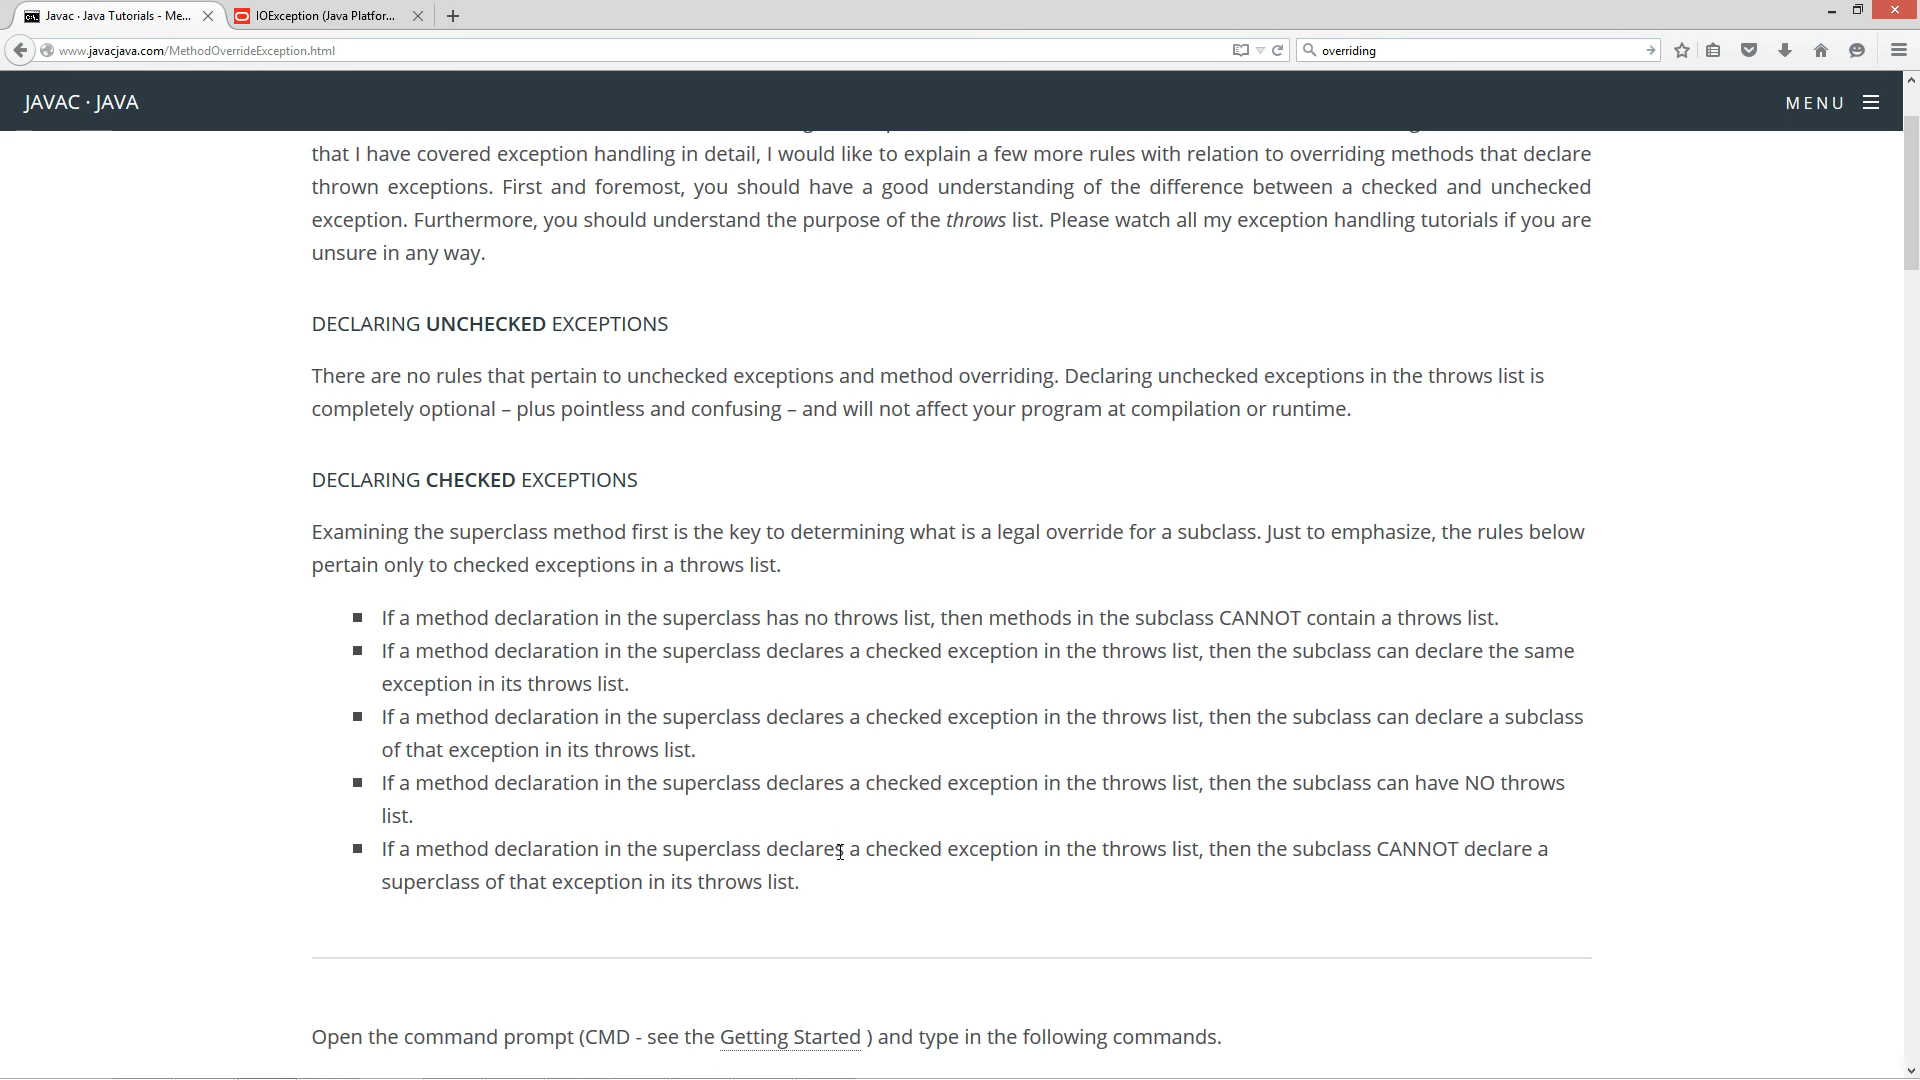 Javac · Java Tutorials - Me...
IOException (Java Platfor...
www.javacjava.com/MethodOverrideException.html
overriding
JAVAC · JAVA
MENU
that I have covered exception handling in detail, I would like to explain a few more rules with relation to overriding methods that declare
thrown exceptions. First and foremost, you should have a good understanding of the difference between a checked and unchecked
exception. Furthermore, you should understand the purpose of the throws list. Please watch all my exception handling tutorials if you are
unsure in any way.
DECLARING UNCHECKED EXCEPTIONS
There are no rules that pertain to unchecked exceptions and method overriding. Declaring unchecked exceptions in the throws list is
completely optional – plus pointless and confusing – and will not affect your program at compilation or runtime.
DECLARING CHECKED EXCEPTIONS
Examining the superclass method first is the key to determining what is a legal override for a subclass. Just to emphasize, the rules below
pertain only to checked exceptions in a throws list.
If a method declaration in the superclass has no throws list, then methods in the subclass CANNOT contain a throws list.
If a method declaration in the superclass declares a checked exception in the throws list, then the subclass can declare the same
exception in its throws list.
If a method declaration in the superclass declares a checked exception in the throws list, then the subclass can declare a subclass
of that exception in its throws list.
If a method declaration in the superclass declares a checked exception in the throws list, then the subclass can have NO throws
list.
If a method declaration in the superclass declares a checked exception in the throws list, then the subclass CANNOT declare a
superclass of that exception in its throws list.
Open the command prompt (CMD - see the Getting Started ) and type in the following commands.